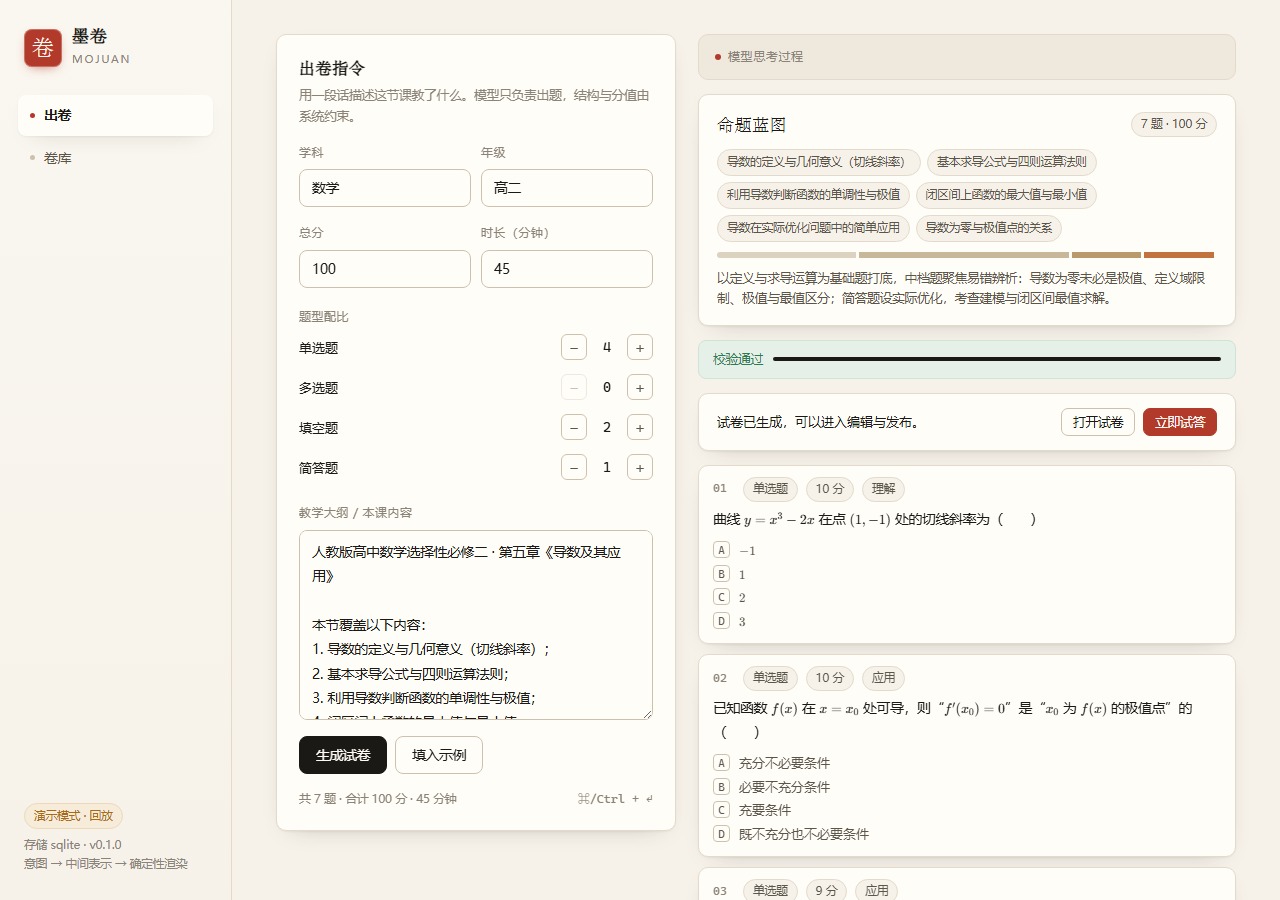 卷
墨卷
MOJUAN
出卷
卷库
演示模式 · 回放
存储 sqlite · v0.1.0
意图 → 中间表示 → 确定性渲染
出卷指令
用一段话描述这节课教了什么。模型只负责出题，结构与分值由
系统约束。
学科
年级
数学
高二
总分
时长（分钟）
100
45
题型配比
单选题 − 4 +
多选题 − 0 +
填空题 − 2 +
简答题 − 1 +
教学大纲 / 本课内容
人教版高中数学选择性必修二 · 第五章《导数及其应
用》
本节覆盖以下内容：
1. 导数的定义与几何意义（切线斜率）；
2. 基本求导公式与四则运算法则；
3. 利用导数判断函数的单调性与极值；
生成试卷
填入示例
共 7 题 · 合计 100 分 · 45 分钟
⌘/Ctrl + ↵
模型思考过程
命题蓝图
7 题 · 100 分
导数的定义与几何意义（切线斜率）
基本求导公式与四则运算法则
利用导数判断函数的单调性与极值
闭区间上函数的最大值与最小值
导数在实际优化问题中的简单应用
导数为零与极值点的关系
以定义与求导运算为基础题打底，中档题聚焦易错辨析：导数为零未必是极值、定义域限
制、极值与最值区分；简答题设实际优化，考查建模与闭区间最值求解。
校验通过
试卷已生成，可以进入编辑与发布。
打开试卷
立即试答
01 单选题 10 分 理解
曲线 y = x³ − 2x 在点 (1, −1) 处的切线斜率为（　　）
A −1
B 1
C 2
D 3
02 单选题 10 分 应用
已知函数 f(x) 在 x = x₀ 处可导，则“f′(x₀) = 0”是“x₀ 为 f(x) 的极值点”的
（　　）
A 充分不必要条件
B 必要不充分条件
C 充要条件
D 既不充分也不必要条件
03 单选题 9 分 应用